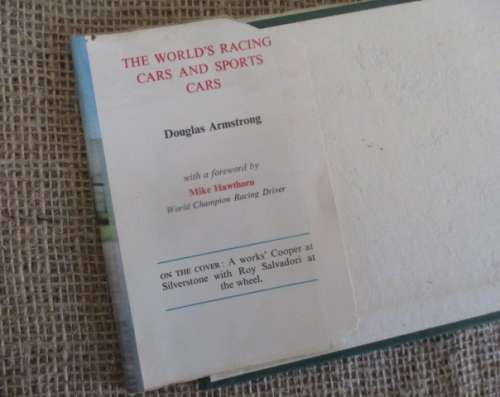 THE WORLD'S RACING
CARS AND SPORTS
CARS
Douglas Armstrong
with a foreword by
Mike Hawthorn
World Champion Racing Driver
ON THE COVER: A works' Cooper at
Silverstone with Roy Salvadori at
the wheel.